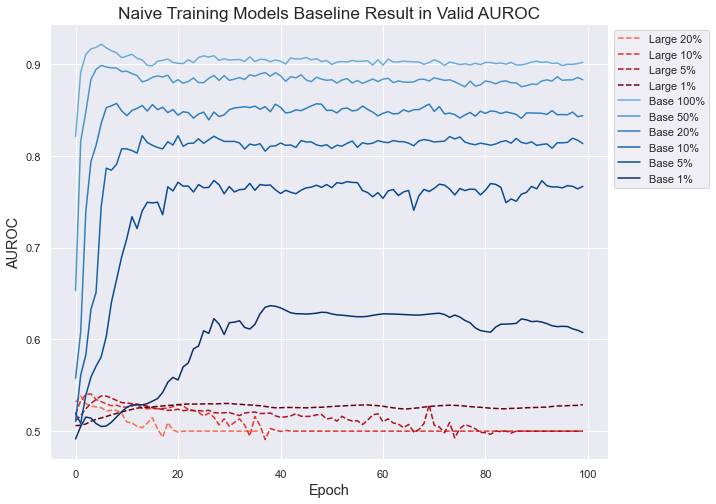 Naive Training Models Baseline Result in Valid AUROC
AUROC
0.9
0.8
0.7
0.6
0.5
0
20
40
60
80
100
Epoch
Large 20%
Large 10%
Large 5%
Large 1%
Base 100%
Base 50%
Base 20%
Base 10%
Base 5%
Base 1%